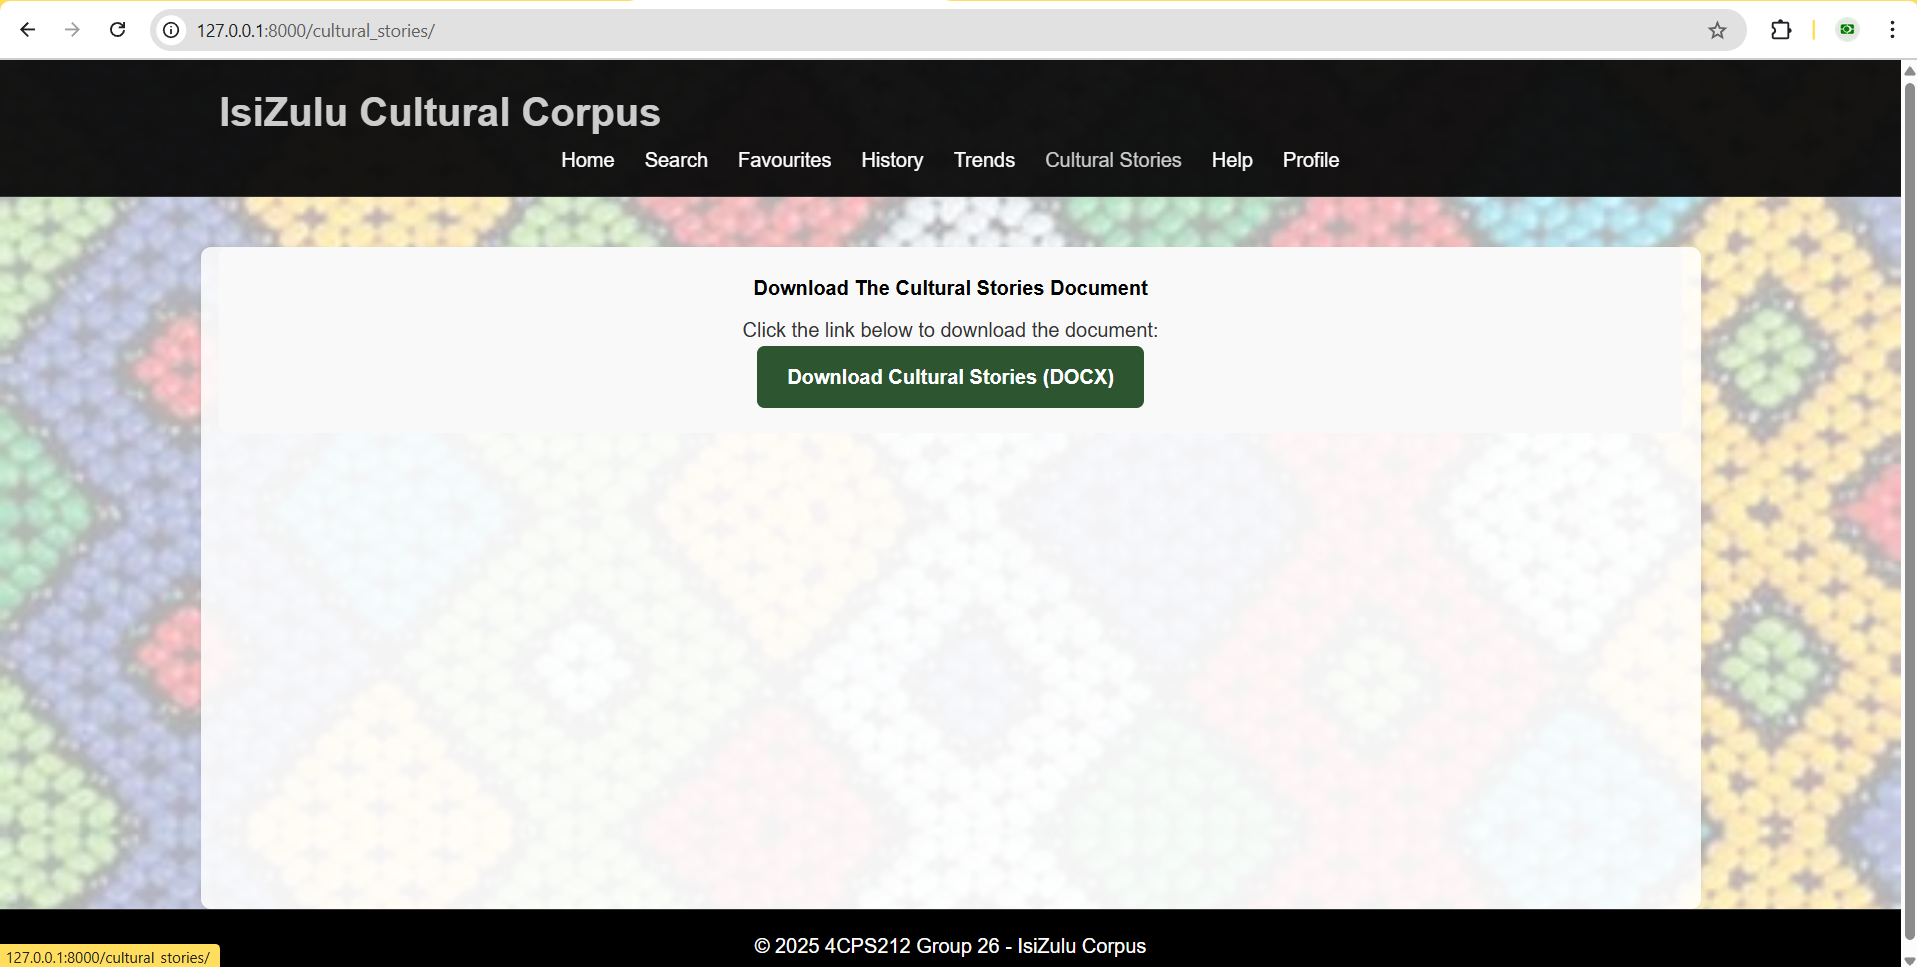 127.0.0.1:8000/cultural_stories/
IsiZulu Cultural Corpus
Home Search Favourites History Trends Cultural Stories Help Profile
Download The Cultural Stories Document
Click the link below to download the document:
Download Cultural Stories (DOCX)
© 2025 4CPS212 Group 26 - IsiZulu Corpus
127.0.0.1:8000/cultural_stories/